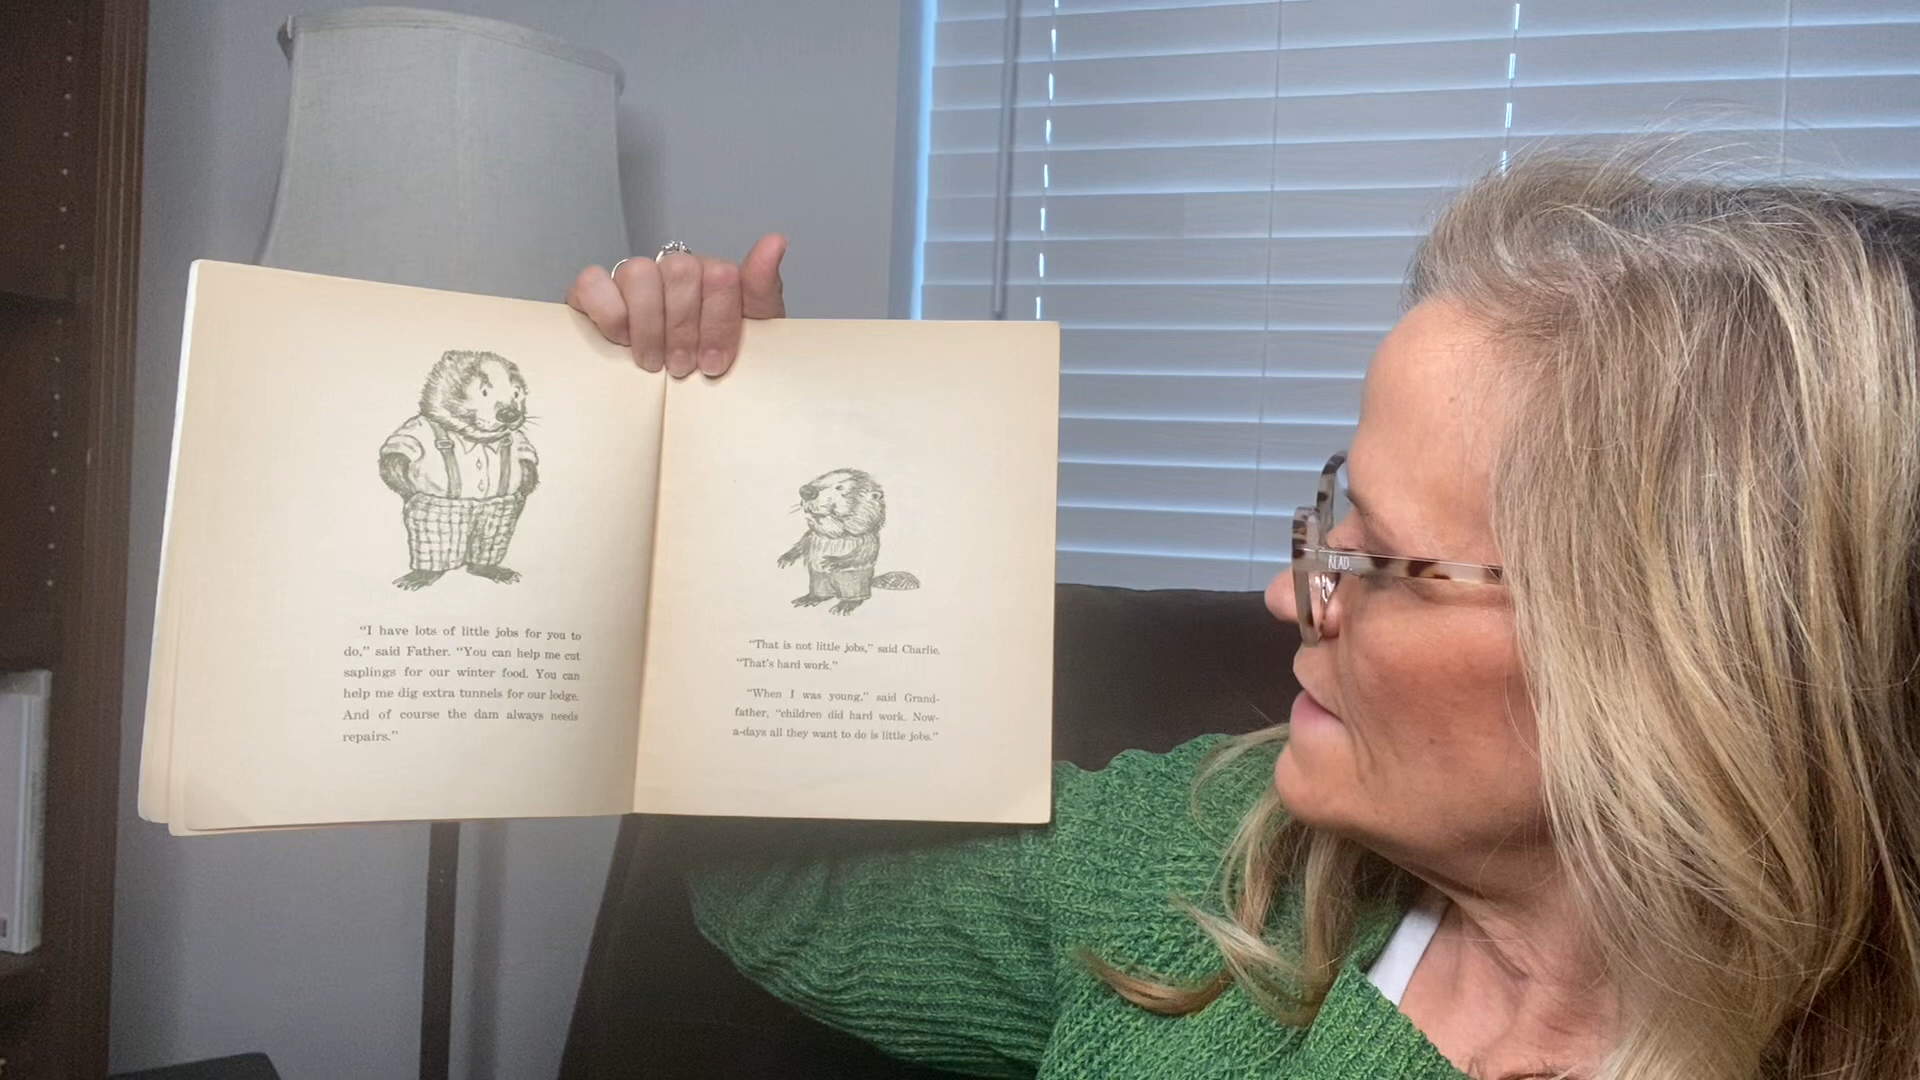 "I have lots of little jobs for you to
do," said Father. "You can help me cut
saplings for our winter food. You can
help me dig extra tunnels for our lodge.
And of course the dam always needs
repairs."
"That is not little jobs," said Charlie.
"That's hard work."
"When I was young," said Grand-
father, "children did hard work. Now-
a-days all they want to do is little jobs."
READ.